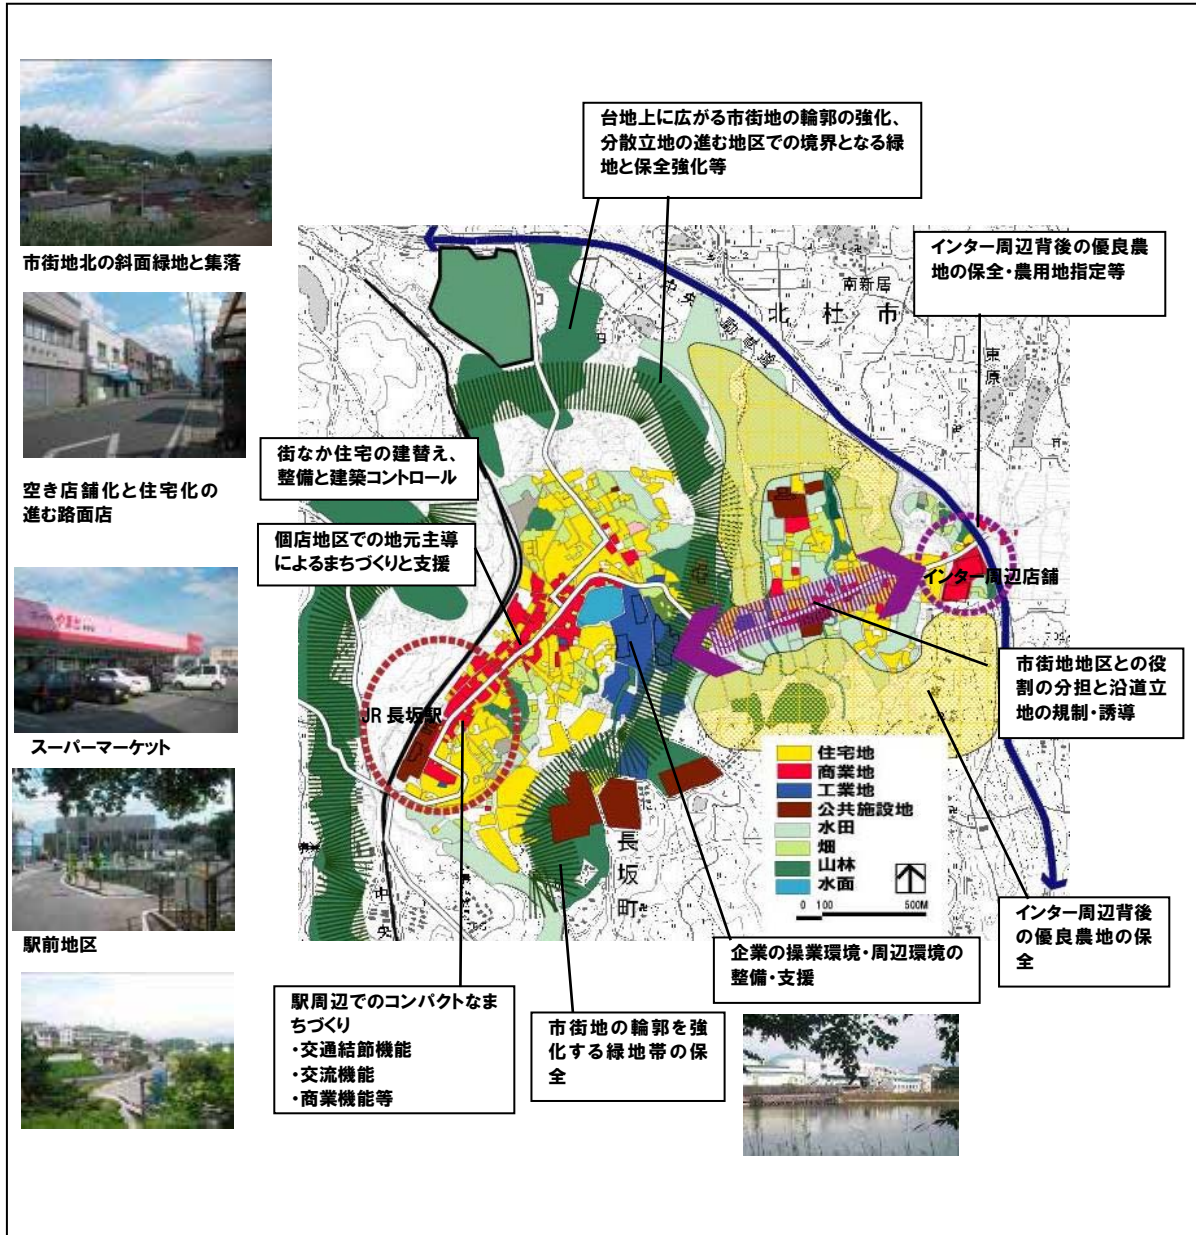 台地上に広がる市街地の輪郭の強化、
分散立地の進む地区での境界となる緑
地と保全強化等
インター周辺背後の優良農
地の保全・農用地指定等
市街地北の斜面緑地と集落
空き店舗化と住宅化の
進む路面店
スーパーマーケット
駅前地区
街なか住宅の建替え、
整備と建築コントロール
個店地区での地元主導
によるまちづくりと支援
南新居
北杜市
中央自動車道
東原
インター周辺店舗
JR 長坂駅
市街地地区との役
割の分担と沿道立
地の規制・誘導
住宅地
商業地
工業地
公共施設地
水田
畑
山林
水面
0 100 500M
長坂町
中央
インター周辺背後
の優良農地の保
全
企業の操業環境・周辺環境の
整備・支援
駅周辺でのコンパクトなま
ちづくり
・交通結節機能
・交流機能
・商業機能等
市街地の輪郭を強
化する緑地帯の保
全